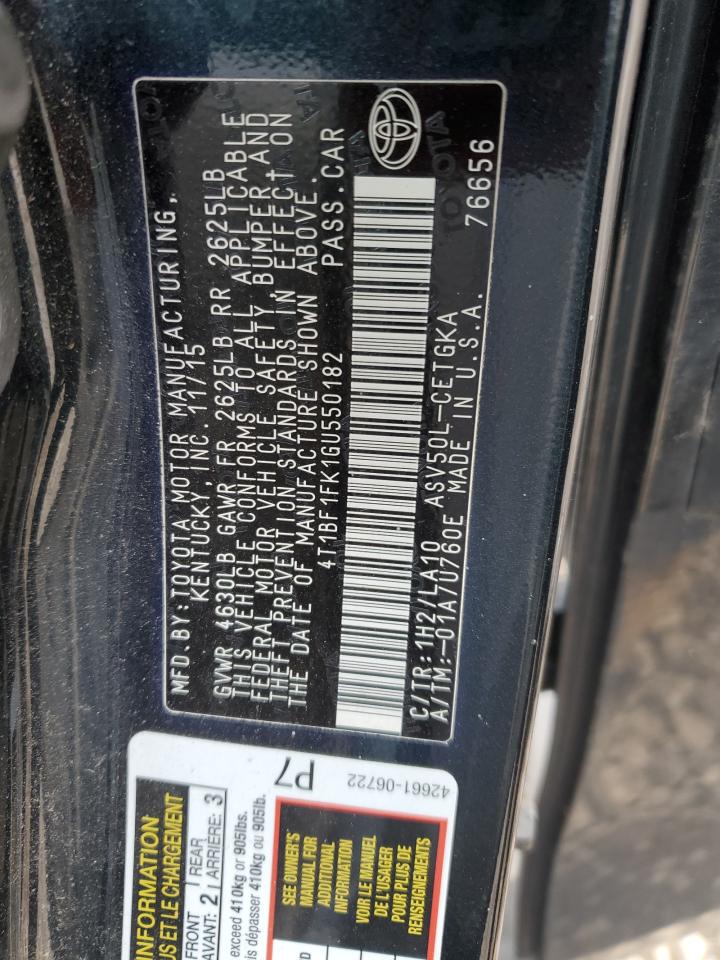 MFD.BY:TOYOTA MOTOR MANUFACTURING,
KENTUCKY, INC. 11/15
GVWR 4630LB GAWR FR 2625LB RR 2625LB
THIS VEHICLE CONFORMS TO ALL APPLICABLE
FEDERAL MOTOR VEHICLE SAFETY, BUMPER AND
THEFT PREVENTION STANDARDS IN EFFECT ON
THE DATE OF MANUFACTURE SHOWN ABOVE.
4T1BF1FK1GU550182 PASS.CAR
C/TR:1H2/LA10 ASV50L-CETGKA
A/TM:-01A/U760E MADE IN U.S.A. 76656
INFORMATION
US ET LE CHARGEMENT
FRONT / REAR
AVANT: 2 ARRIÈRE: 3
exceed 410kg or 905lbs.
is dépasser 410kg ou 905lb.
P7
SEE OWNER'S
MANUAL FOR
ADDITIONAL
INFORMATION
VOIR LE MANUEL
DE L'USAGER
POUR PLUS DE
RENSEIGNEMENTS
42661-06722